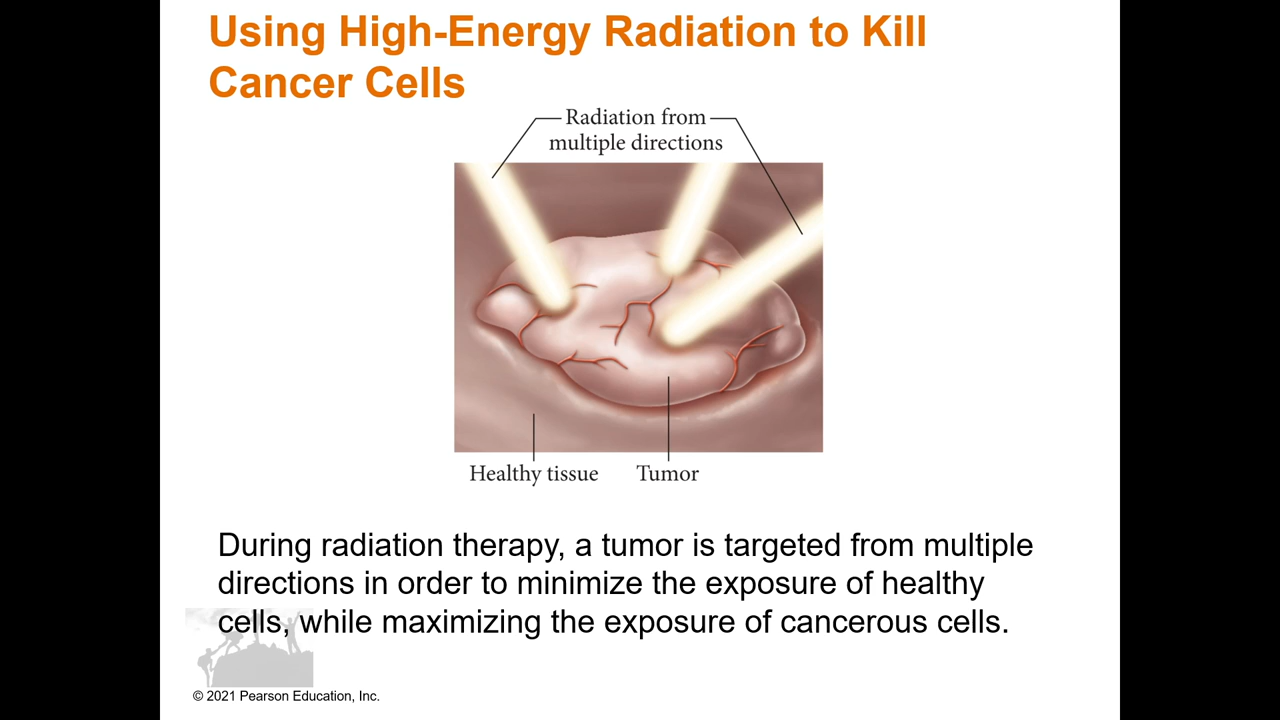 Using High-Energy Radiation to Kill
Cancer Cells
Radiation from
multiple directions
Healthy tissue
Tumor
During radiation therapy, a tumor is targeted from multiple
directions in order to minimize the exposure of healthy
cells, while maximizing the exposure of cancerous cells.
© 2021 Pearson Education, Inc.